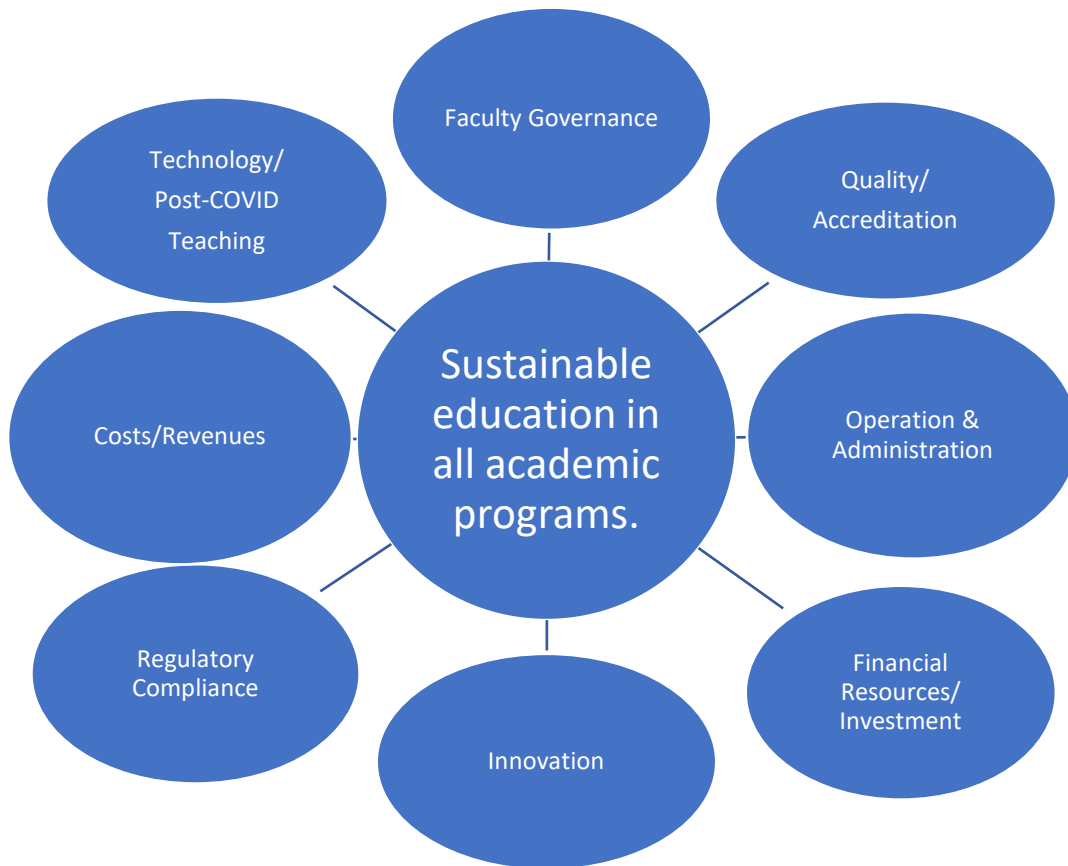 Faculty Governance
Technology/
Post-COVID
Teaching
Quality/
Accreditation
Sustainable
education in
all academic
programs.
Costs/Revenues
Operation &
Administration
Regulatory
Compliance
Financial
Resources/
Investment
Innovation